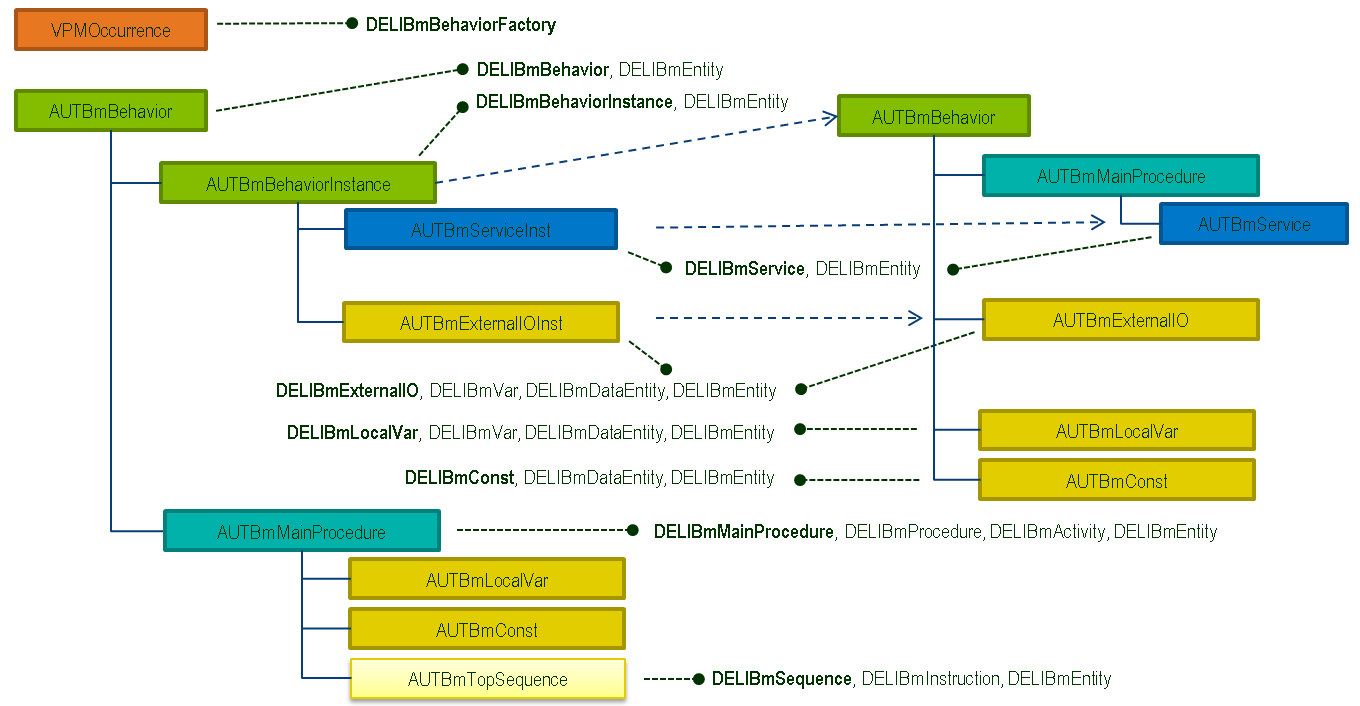 VPMOccurrence
DELIBmBehaviorFactory
DELIBmBehavior, DELIBmEntity
AUTBmBehavior
DELIBmBehaviorInstance, DELIBmEntity
AUTBmBehavior
AUTBmBehaviorInstance
AUTBmMainProcedure
AUTBmServiceInst
AUTBmService
DELIBmService, DELIBmEntity
AUTBmExternalIOInst
AUTBmExternalIO
DELIBmExternalIO, DELIBmVar, DELIBmDataEntity, DELIBmEntity
DELIBmLocalVar, DELIBmVar, DELIBmDataEntity, DELIBmEntity
AUTBmLocalVar
DELIBmConst, DELIBmDataEntity, DELIBmEntity
AUTBmConst
AUTBmMainProcedure
DELIBmMainProcedure, DELIBmProcedure, DELIBmActivity, DELIBmEntity
AUTBmLocalVar
AUTBmConst
AUTBmTopSequence
DELIBmSequence, DELIBmInstruction, DELIBmEntity